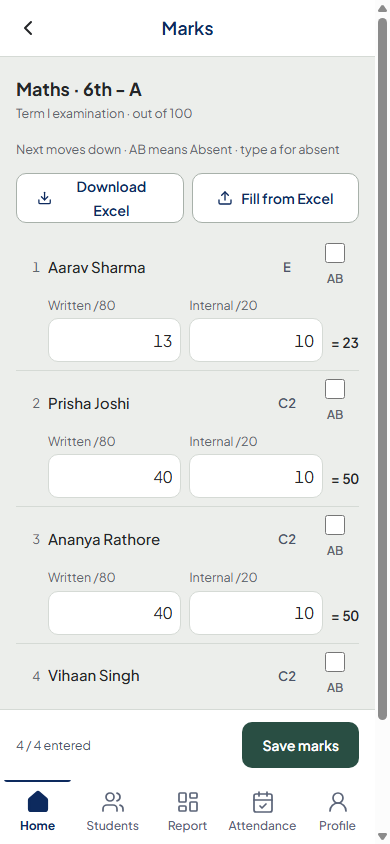 Marks
Maths · 6th - A
Term I examination · out of 100
Next moves down · AB means Absent · type a for absent
Download
Excel
Fill from Excel
1 Aarav Sharma E
AB
Written /80 Internal /20
13 10 = 23
2 Prisha Joshi C2
AB
Written /80 Internal /20
40 10 = 50
3 Ananya Rathore C2
AB
Written /80 Internal /20
40 10 = 50
4 Vihaan Singh C2
AB
4 / 4 entered Save marks
Home Students Report Attendance Profile